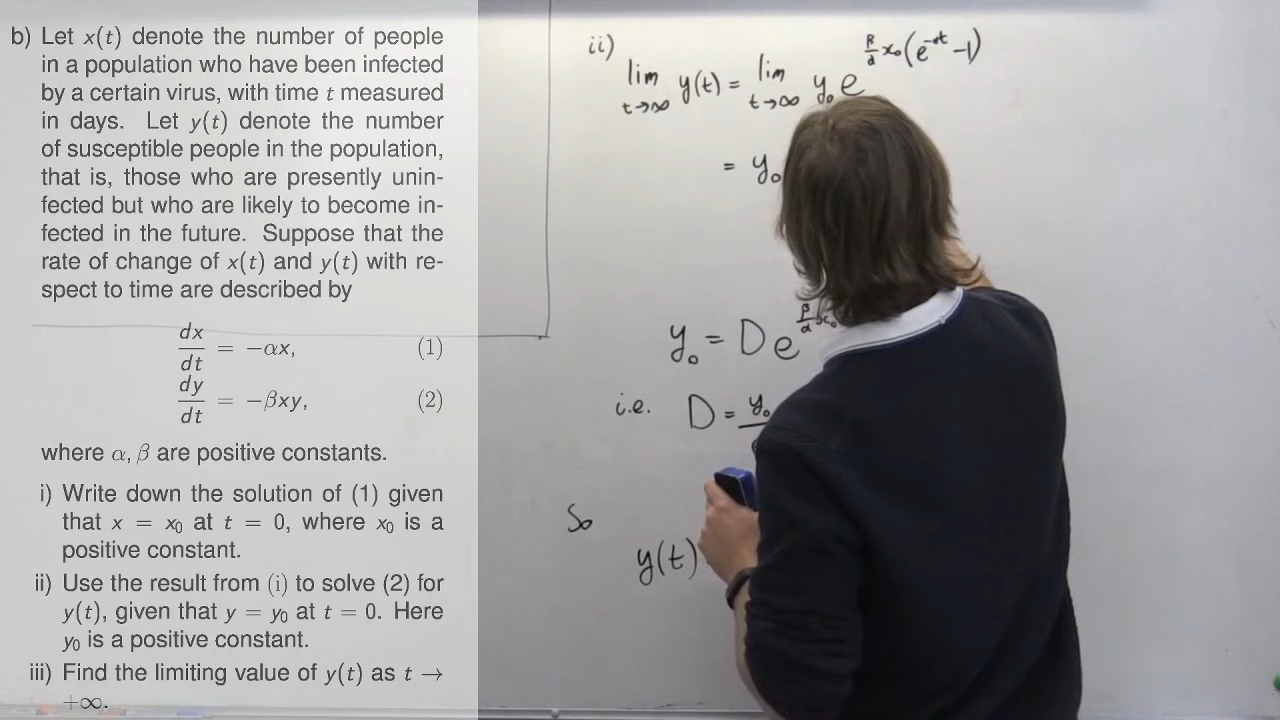 b) Let x(t) denote the number of people
in a population who have been infected
by a certain virus, with time t measured
in days. Let y(t) denote the number
of susceptible people in the population,
that is, those who are presently unin-
fected but who are likely to become in-
fected in the future. Suppose that the
rate of change of x(t) and y(t) with re-
spect to time are described by
dx/dt = −αx, (1)
dy/dt = −βxy, (2)
where α, β are positive constants.
i) Write down the solution of (1) given
that x = x₀ at t = 0, where x₀ is a
positive constant.
ii) Use the result from (i) to solve (2) for
y(t), given that y = y₀ at t = 0. Here
y₀ is a positive constant.
iii) Find the limiting value of y(t) as t →
+∞.
ii)
lim t→∞ y(t) = lim t→∞ y₀ e^(β/α x₀(e^(-αt) -1))
= y₀
y₀ = D e^(β/α x₀
i.e. D = y₀
So
y(t)